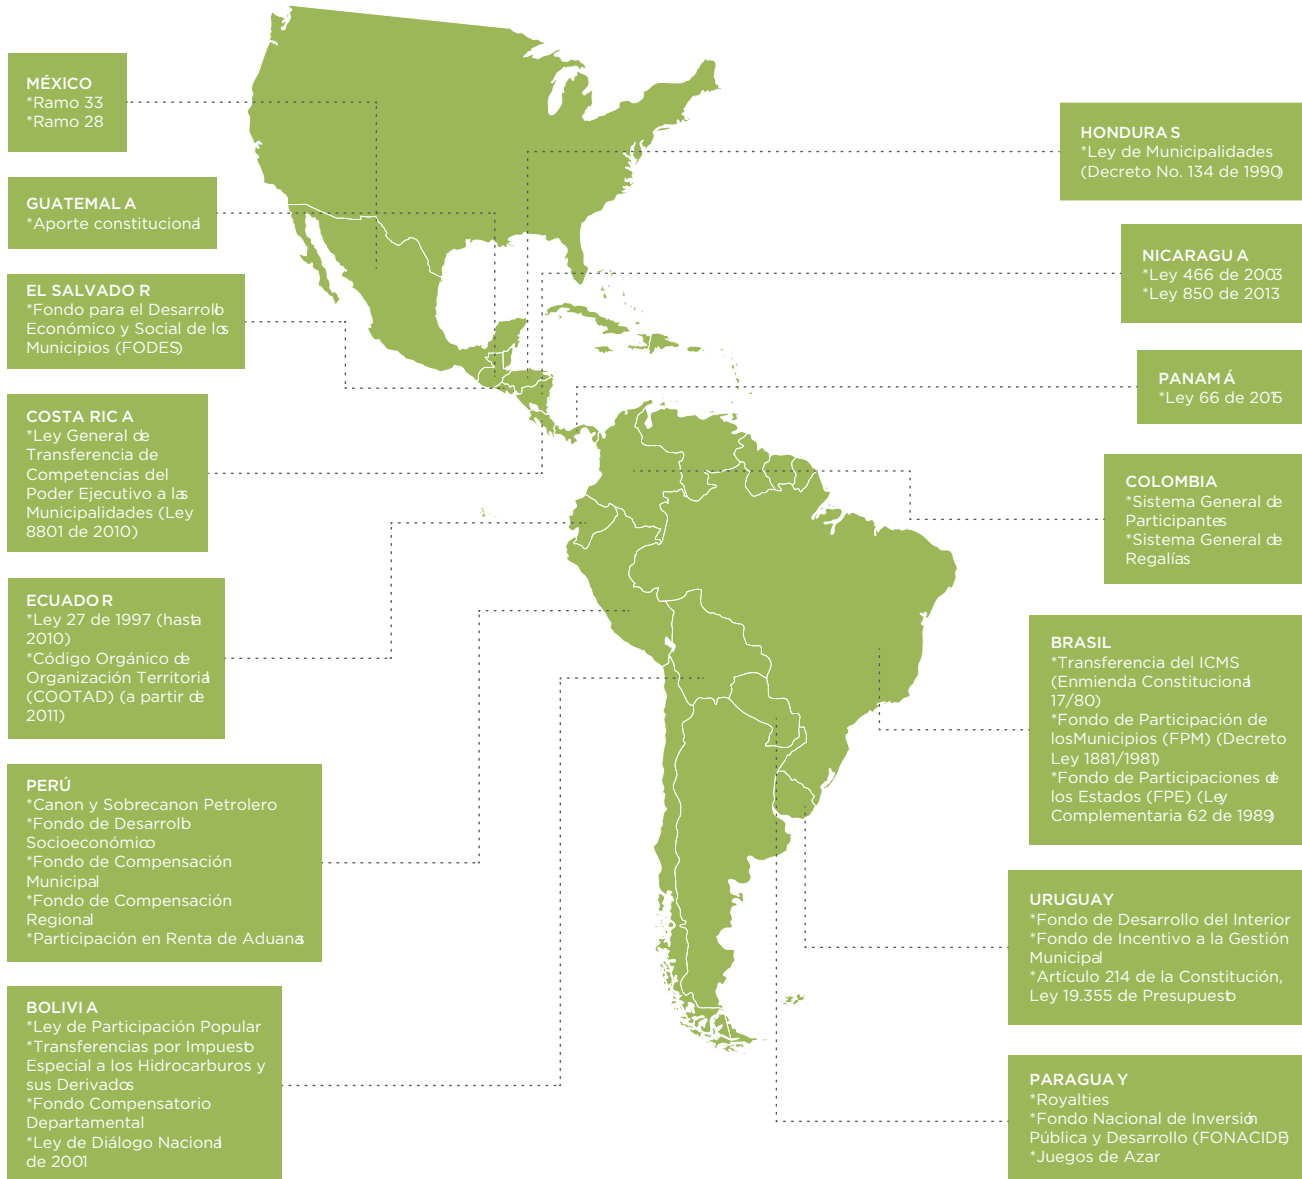 MÉXICO
*Ramo 33
*Ramo 28
GUATEMALA
*Aporte constitucional
EL SALVADOR
*Fondo para el Desarrollo
Económico y Social de los
Municipios (FODES)
COSTA RICA
*Ley General de
Transferencia de
Competencias del
Poder Ejecutivo a las
Municipalidades (Ley
8801 de 2010)
ECUADOR
*Ley 27 de 1997 (hasta
2010)
*Código Orgánico de
Organización Territorial
(COOTAD) (a partir de
2011)
PERÚ
*Canon y Sobrecanon Petrolero
*Fondo de Desarrollo
Socioeconómico
*Fondo de Compensación
Municipal
*Fondo de Compensación
Regional
*Participación en Renta de Aduanas
BOLIVIA
*Ley de Participación Popular
*Transferencias por Impuesto
Especial a los Hidrocarburos y
sus Derivados
*Fondo Compensatorio
Departamental
*Ley de Diálogo Nacional
de 2001
HONDURAS
*Ley de Municipalidades
(Decreto No. 134 de 1990)
NICARAGUA
*Ley 466 de 2003
*Ley 850 de 2013
PANAMÁ
*Ley 66 de 2015
COLOMBIA
*Sistema General de
Participantes
*Sistema General de
Regalías
BRASIL
*Transferencia del ICMS
(Enmienda Constitucional
17/80)
*Fondo de Participación de
losMunicipios (FPM) (Decreto
Ley 1881/1981)
*Fondo de Participaciones de
los Estados (FPE) (Ley
Complementaria 62 de 1989)
URUGUAY
*Fondo de Desarrollo del Interior
*Fondo de Incentivo a la Gestión
Municipal
*Artículo 214 de la Constitución,
Ley 19.355 de Presupuesto
PARAGUAY
*Royalties
*Fondo Nacional de Inversión
Pública y Desarrollo (FONACIDE)
*Juegos de Azar